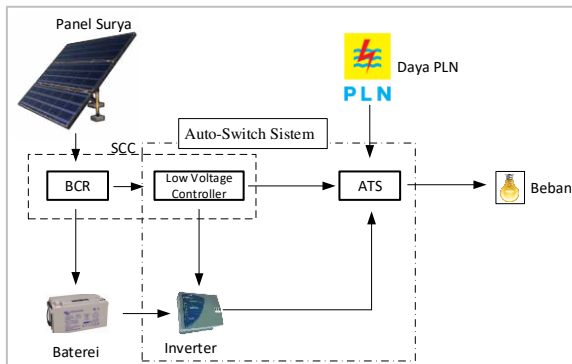 Panel Surya
Daya PLN
PLN
Auto-Switch Sistem
SCC
BCR
Low Voltage
Controller
ATS
Beban
Baterei
Inverter